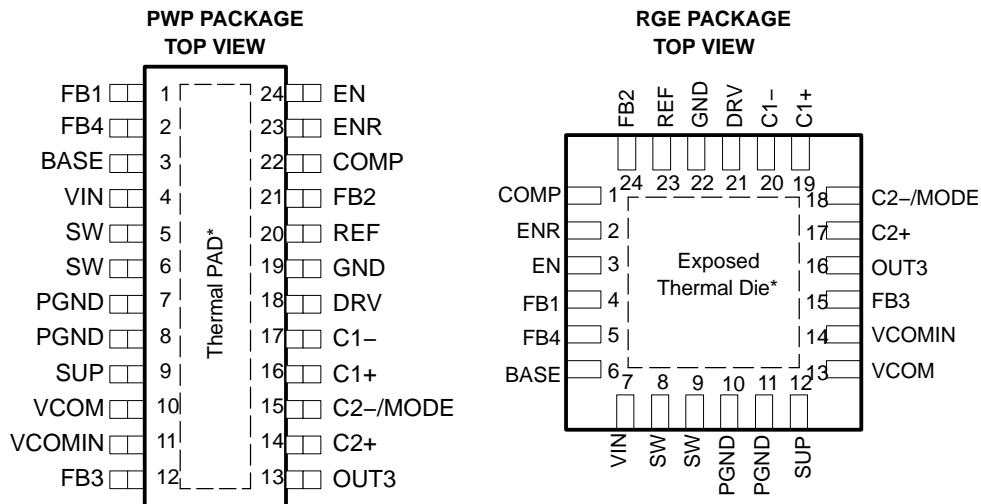 PWP PACKAGE
TOP VIEW
FB1 1 24 EN
FB4 2 23 ENR
BASE 3 22 COMP
VIN 4 21 FB2
SW 5 20 REF
SW 6 19 GND
PGND 7 18 DRV
PGND 8 17 C1−
SUP 9 16 C1+
VCOM 10 15 C2−/MODE
VCOMIN 11 14 C2+
FB3 12 13 OUT3
Thermal PAD*
RGE PACKAGE
TOP VIEW
FB2 REF GND DRV C1− C1+
24 23 22 21 20 19
COMP 1 18 C2−/MODE
ENR 2 17 C2+
EN 3 16 OUT3
FB1 4 15 FB3
FB4 5 14 VCOMIN
BASE 6 13 VCOM
Exposed
Thermal Die*
7 8 9 10 11 12
VIN SW SW PGND PGND SUP